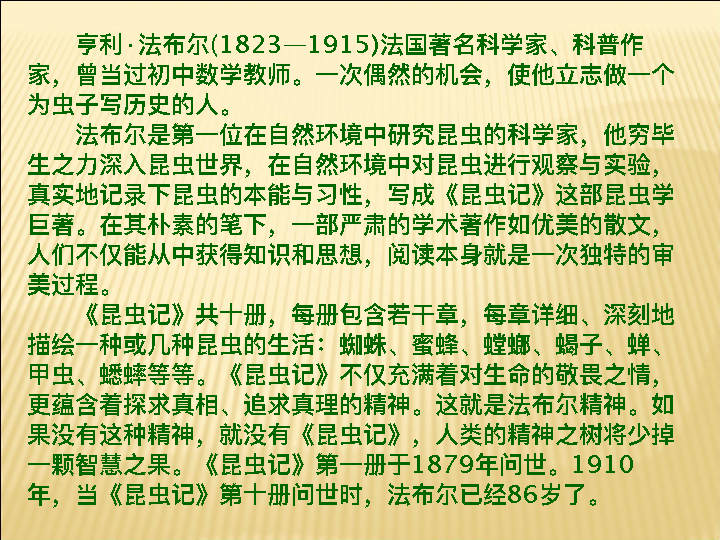 亨利·法布尔(1823—1915)法国著名科学家、科普作
家，曾当过初中数学教师。一次偶然的机会，使他立志做一个
为虫子写历史的人。
法布尔是第一位在自然环境中研究昆虫的科学家，他穷毕
生之力深入昆虫世界，在自然环境中对昆虫进行观察与实验，
真实地记录下昆虫的本能与习性，写成《昆虫记》这部昆虫学
巨著。在其朴素的笔下，一部严肃的学术著作如优美的散文，
人们不仅能从中获得知识和思想，阅读本身就是一次独特的审
美过程。
《昆虫记》共十册，每册包含若干章，每章详细、深刻地
描绘一种或几种昆虫的生活：蜘蛛、蜜蜂、螳螂、蝎子、蝉、
甲虫、蟋蟀等等。《昆虫记》不仅充满着对生命的敬畏之情，
更蕴含着探求真相、追求真理的精神。这就是法布尔精神。如
果没有这种精神，就没有《昆虫记》，人类的精神之树将少掉
一颗智慧之果。《昆虫记》第一册于1879年问世。1910
年，当《昆虫记》第十册问世时，法布尔已经86岁了。